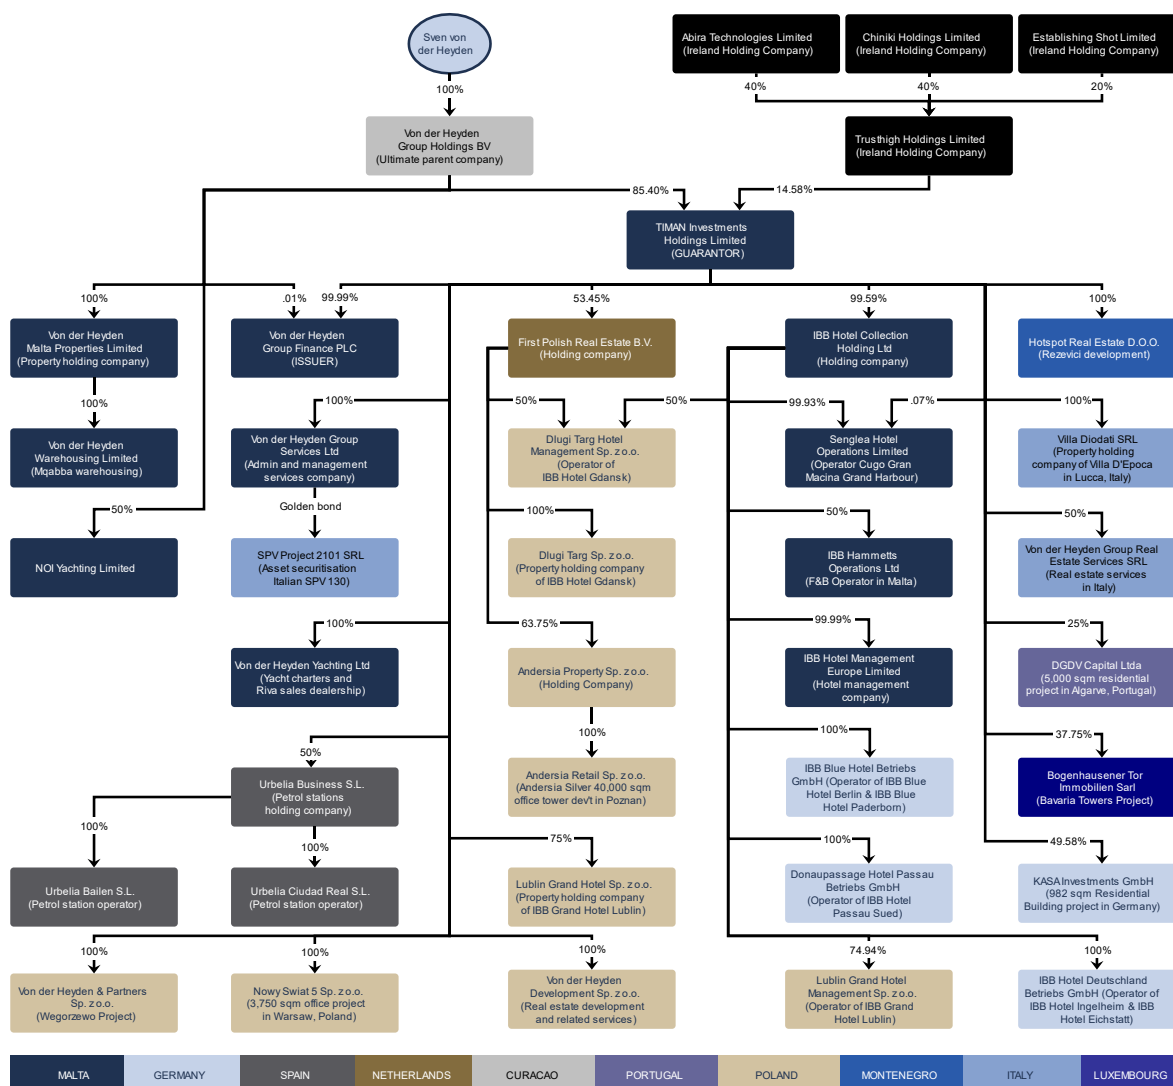 Sven von
der Heyden
Abira Technologies Limited
(Ireland Holding Company)
Chiniki Holdings Limited
(Ireland Holding Company)
Establishing Shot Limited
(Ireland Holding Company)
100%
40%
40%
20%
Von der Heyden
Group Holdings BV
(Ultimate parent company)
Trusthigh Holdings Limited
(Ireland Holding Company)
85.40%
14.58%
TIMAN Investments
Holdings Limited
(GUARANTOR)
100%
.01%
99.99%
53.45%
99.59%
100%
Von der Heyden
Malta Properties Limited
(Property holding company)
Von der Heyden
Group Finance PLC
(ISSUER)
First Polish Real Estate B.V.
(Holding company)
IBB Hotel Collection
Holding Ltd
(Holding company)
Hotspot Real Estate D.O.O.
(Rezevici development)
100%
100%
50%
50%
99.93%
.07%
100%
Von der Heyden
Warehousing Limited
(Mqabba warehousing)
Von der Heyden Group
Services Ltd
(Admin and management
services company)
Dlugi Targ Hotel
Management Sp. z o.o.
(Operator of
IBB Hotel Gdansk)
Senglea Hotel
Operations Limited
(Operator Cugo Gran
Macina Grand Harbour)
Villa Diodati SRL
(Property holding
company of Villa D'Epoca
in Lucca, Italy)
50%
Golden bond
100%
50%
50%
NOI Yachting Limited
SPV Project 2101 SRL
(Asset securitisation
Italian SPV 130)
Dlugi Targ Sp. z o.o.
(Property holding company
of IBB Hotel Gdansk)
IBB Hammetts
Operations Ltd
(F&B Operator in Malta)
Von der Heyden Group Real
Estate Services SRL
(Real estate services
in Italy)
100%
63.75%
99.99%
25%
Von der Heyden Yachting Ltd
(Yacht charters and
Riva sales dealership)
Andersia Property Sp. z o.o.
(Holding Company)
IBB Hotel Management
Europe Limited
(Hotel management
company)
DGDV Capital Ltda
(5,000 sqm residential
project in Algarve, Portugal)
50%
100%
100%
37.75%
Urbelia Business S.L.
(Petrol stations
holding company)
Andersia Retail Sp. z o.o.
(Andersia Silver 40,000 sqm
office tower dev't in Poznan)
IBB Blue Hotel Betriebs
GmbH (Operator of IBB Blue
Hotel Berlin & IBB Blue
Hotel Paderborn)
Bogenhausener Tor
Immobilien Sarl
(Bavaria Towers Project)
100%
100%
75%
100%
49.58%
Urbelia Bailen S.L.
(Petrol station operator)
Urbelia Ciudad Real S.L.
(Petrol station operator)
Lublin Grand Hotel Sp. z o.o.
(Property holding company
of IBB Grand Hotel Lublin)
Donaupassage Hotel Passau
Betriebs GmbH
(Operator of IBB Hotel
Passau Sued)
KASA Investments GmbH
(982 sqm Residential
Building project in Germany)
100%
100%
100%
74.94%
100%
Von der Heyden & Partners
Sp. z o.o.
(Wegorzewo Project)
Nowy Swiat 5 Sp. z o.o.
(3,750 sqm office project
in Warsaw, Poland)
Von der Heyden
Development Sp. z o.o.
(Real estate development
and related services)
Lublin Grand Hotel
Management Sp. z o.o.
(Operator of IBB Grand
Hotel Lublin)
IBB Hotel Deutschland
Betriebs GmbH (Operator of
IBB Hotel Ingelheim & IBB
Hotel Eichstatt)
MALTA
GERMANY
SPAIN
NETHERLANDS
CURACAO
PORTUGAL
POLAND
MONTENEGRO
ITALY
LUXEMBOURG